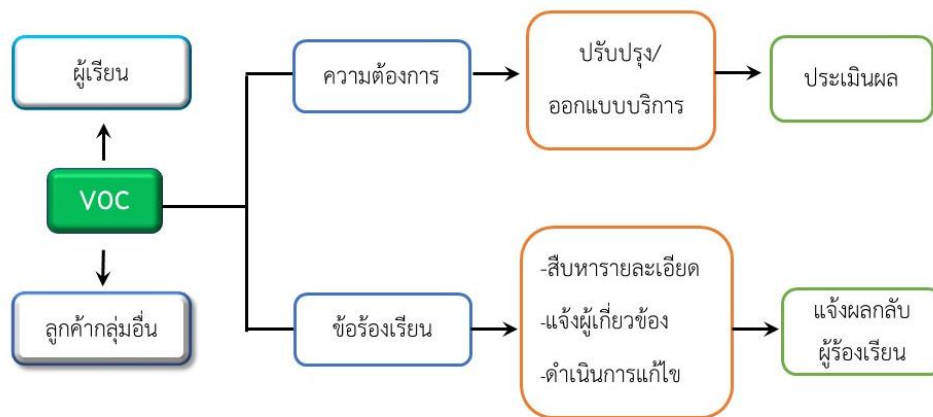 ผู้เรียน
VOC
ลูกค้ากลุ่มอื่น
ความต้องการ
ปรับปรุง/
ออกแบบบริการ
ประเมินผล
ข้อร้องเรียน
-สืบหารายละเอียด
-แจ้งผู้เกี่ยวข้อง
-ดำเนินการแก้ไข
แจ้งผลกลับ
ผู้ร้องเรียน